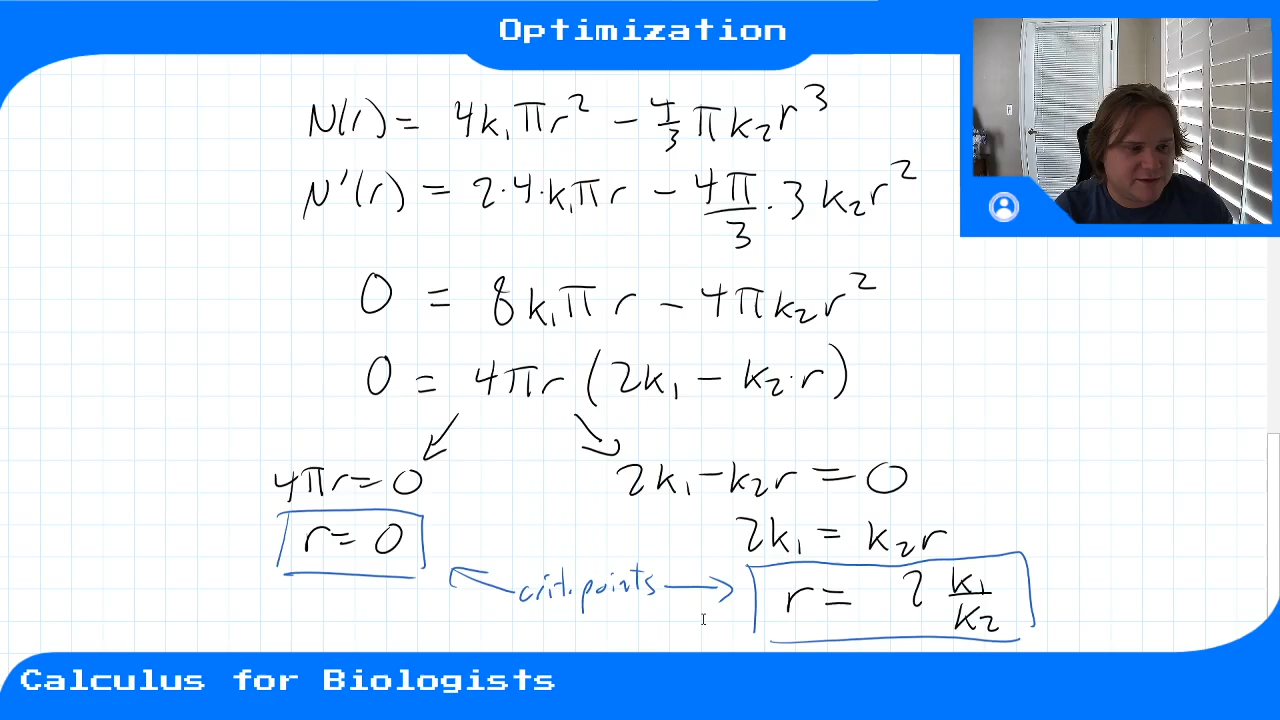 Optimization
N(r) = 4k₁πr² − 4/3 πk₂r³
N'(r) = 2·4·k₁πr − 4π/3 · 3k₂r²
0 = 8k₁πr − 4πk₂r²
0 = 4πr (2k₁ − k₂·r)
4πr = 0 2k₁ − k₂r = 0
r = 0 2k₁ = k₂r
crit. points r = 2 k₁/k₂
Calculus for Biologists